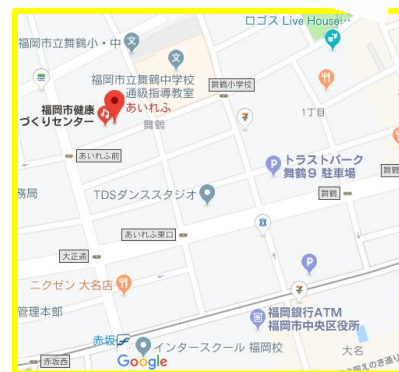 ロゴス Live House…
福岡市立舞鶴小・中
福岡市立舞鶴中学校
通級指導教室
舞鶴小学校
あいれふ
福岡市健康
づくりセンター
舞鶴
1丁目
あいれふ前
トラストパーク
舞鶴9 駐車場
務局
TDSダンススタジオ
舞鶴
あいれふ東口
大正通
ニクゼン 大名店
管理本部
福岡銀行ATM
福岡市中央区役所
赤坂
インタースクール 福岡校
大名
赤坂西
Google